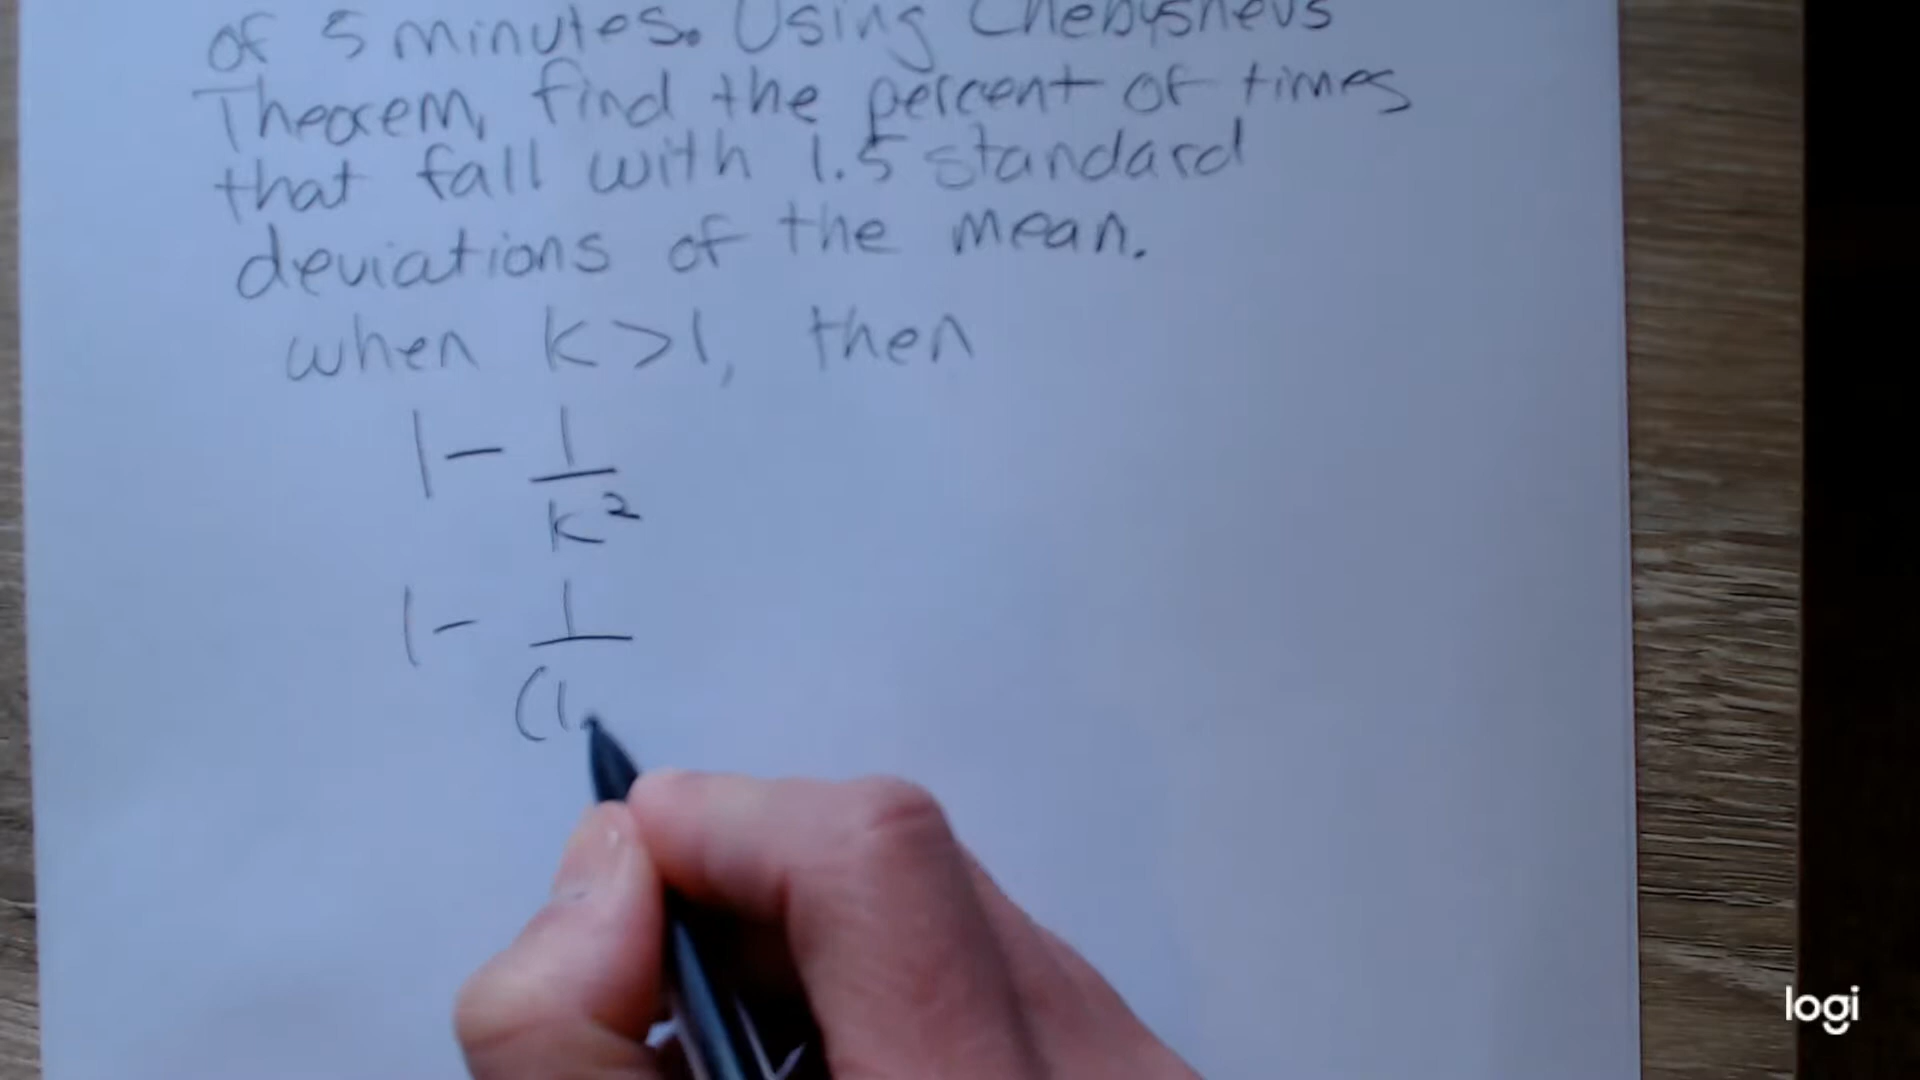 of 5 minutes. Using Chebyshevs
Theorem, find the percent of times
that fall with 1.5 standard
deviations of the mean.
when k>1, then
1 - 1/k²
1 - 1/(1.
logi